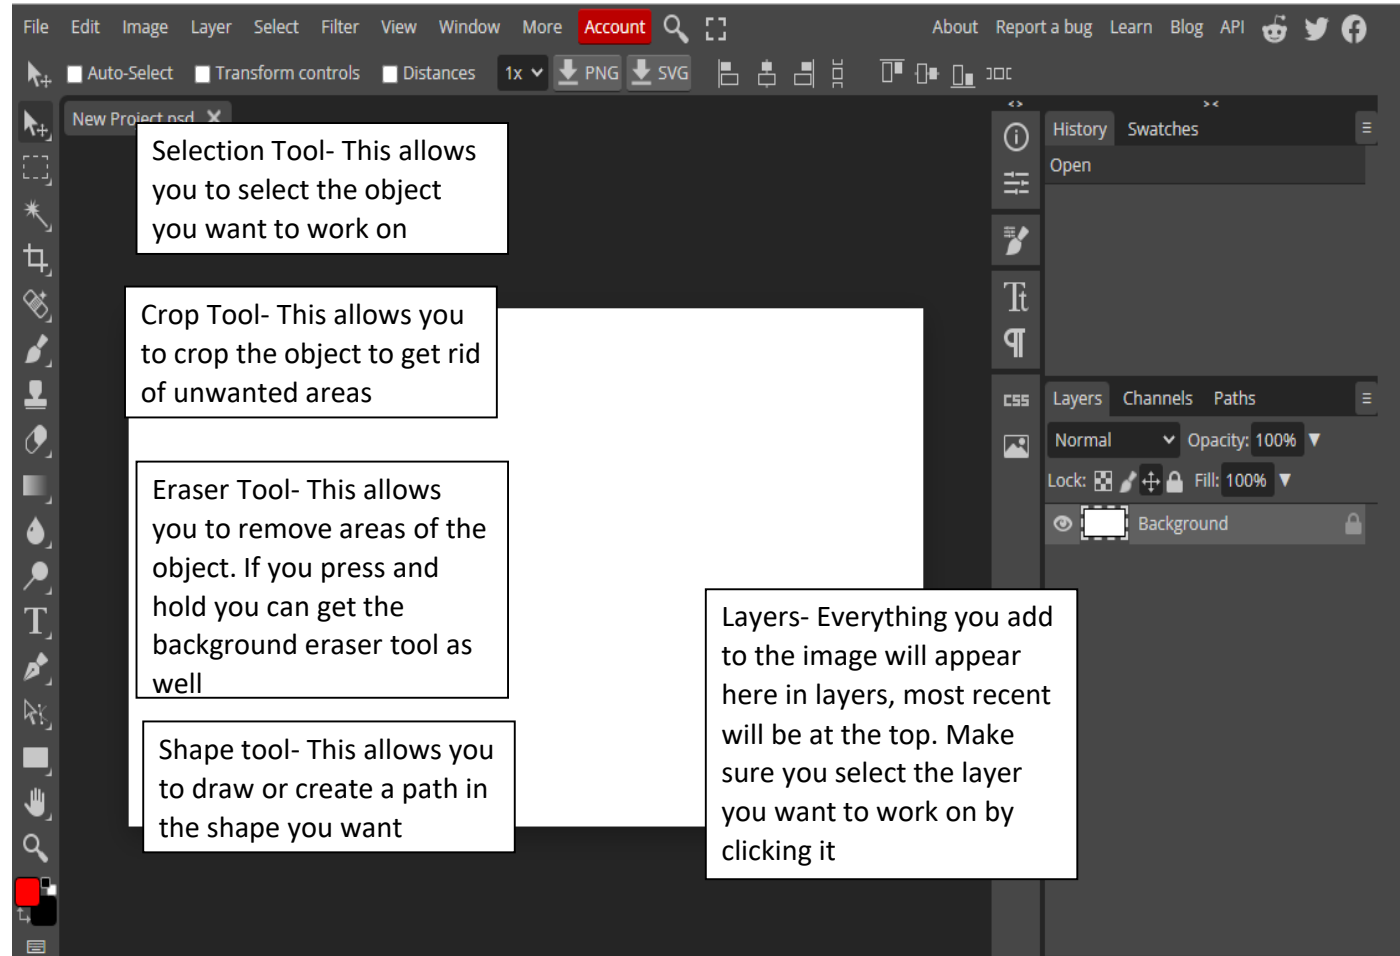 File Edit Image Layer Select Filter View Window More Account About Report a bug Learn Blog API
Auto-Select Transform controls Distances 1x PNG SVG
New Project.psd
History Swatches
Open
Selection Tool- This allows
you to select the object
you want to work on
Crop Tool- This allows you
to crop the object to get rid
of unwanted areas
CSS
Layers Channels Paths
Normal Opacity: 100%
Lock: Fill: 100%
Background
Eraser Tool- This allows
you to remove areas of the
object. If you press and
hold you can get the
background eraser tool as
well
Layers- Everything you add
to the image will appear
here in layers, most recent
will be at the top. Make
sure you select the layer
you want to work on by
clicking it
Shape tool- This allows you
to draw or create a path in
the shape you want